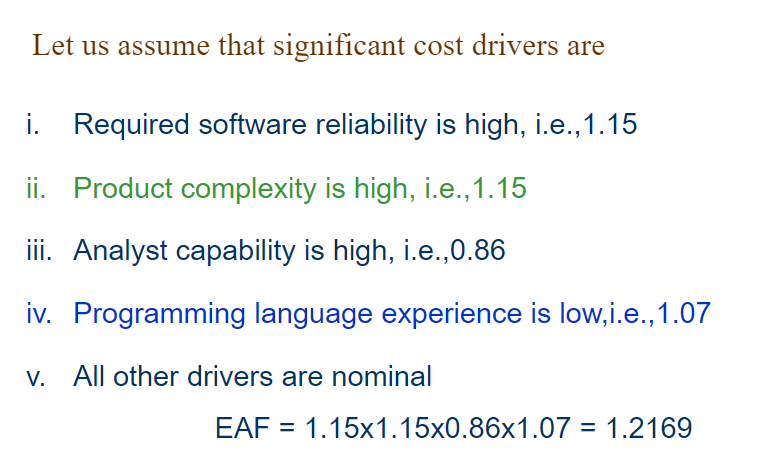 Let us assume that significant cost drivers are
i. Required software reliability is high, i.e.,1.15
ii. Product complexity is high, i.e.,1.15
iii. Analyst capability is high, i.e.,0.86
iv. Programming language experience is low,i.e.,1.07
v. All other drivers are nominal
EAF = 1.15x1.15x0.86x1.07 = 1.2169